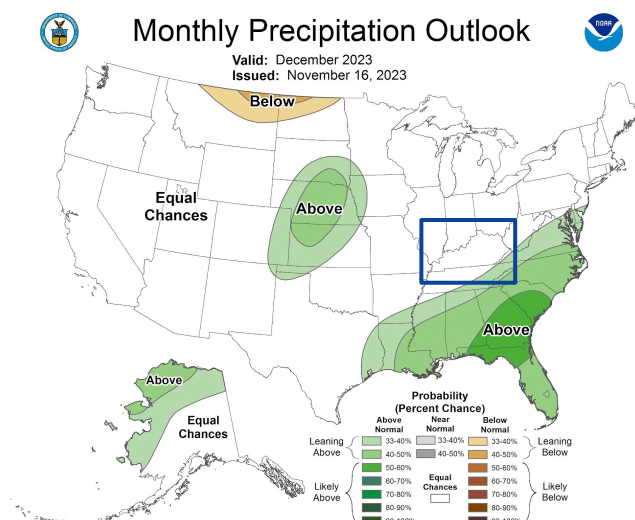 Monthly Precipitation Outlook
NOAA
Valid: December 2023
Issued: November 16, 2023
Below
Equal
Chances
Above
Above
Above
Equal
Chances
Probability
(Percent Chance)
Above
Normal
Near
Normal
Below
Normal
Leaning
Above
33-40%
40-50%
33-40%
40-50%
33-40%
40-50%
Leaning
Below
Likely
Above
50-60%
60-70%
70-80%
80-90%
Equal
Chances
50-60%
60-70%
70-80%
80-90%
Likely
Below